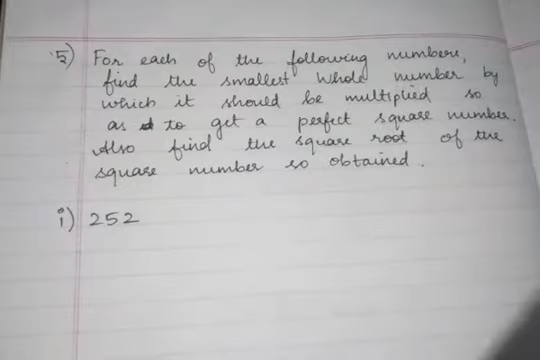 5) For each of the following numbers,
find the smallest whole number by
which it should be multiplied so
as to get a perfect square number.
Also find the square root of the
square number so obtained.
i) 252